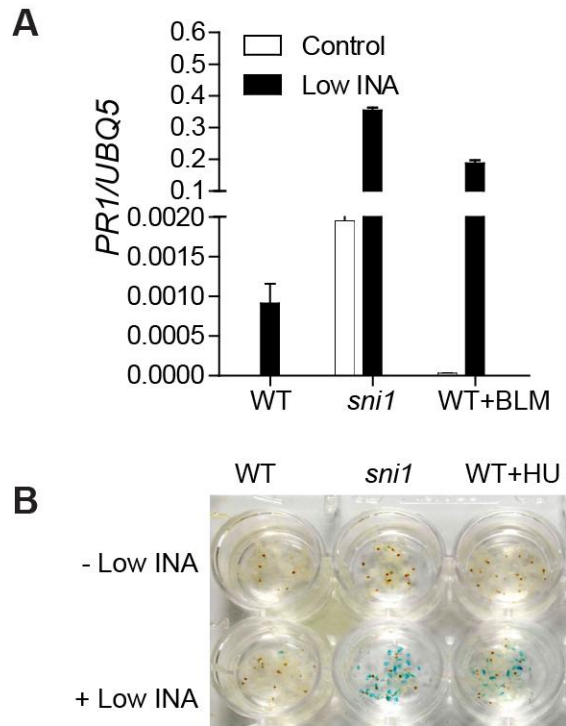 A
Control
Low INA
PR1/UBQ5
0.6
0.5
0.4
0.3
0.2
0.1
0.0020
0.0015
0.0010
0.0005
0.0000
WT sni1 WT+BLM
B
WT sni1 WT+HU
- Low INA
+ Low INA